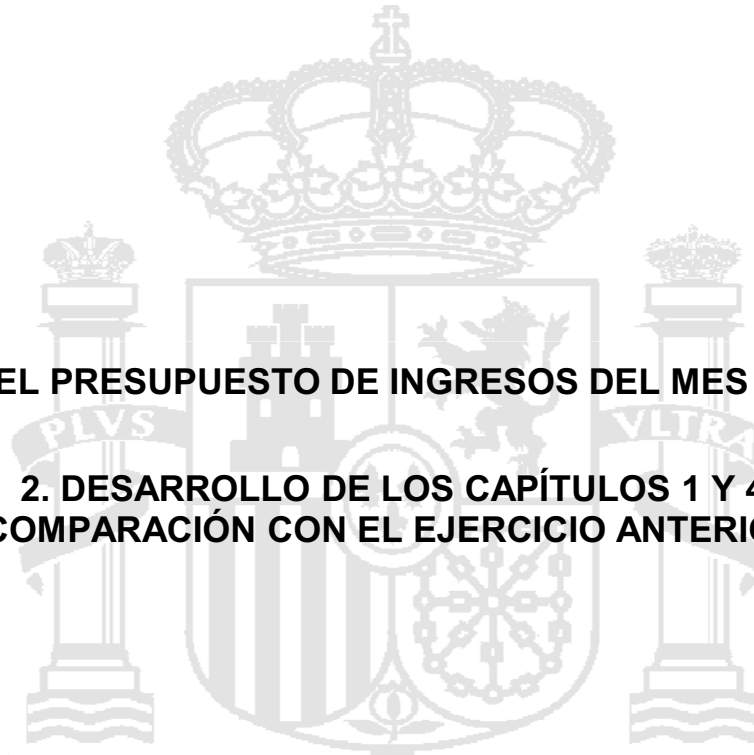 EL PRESUPUESTO DE INGRESOS DEL MES
PLVS VLTRA
2. DESARROLLO DE LOS CAPÍTULOS 1 Y 4
COMPARACIÓN CON EL EJERCICIO ANTERIO